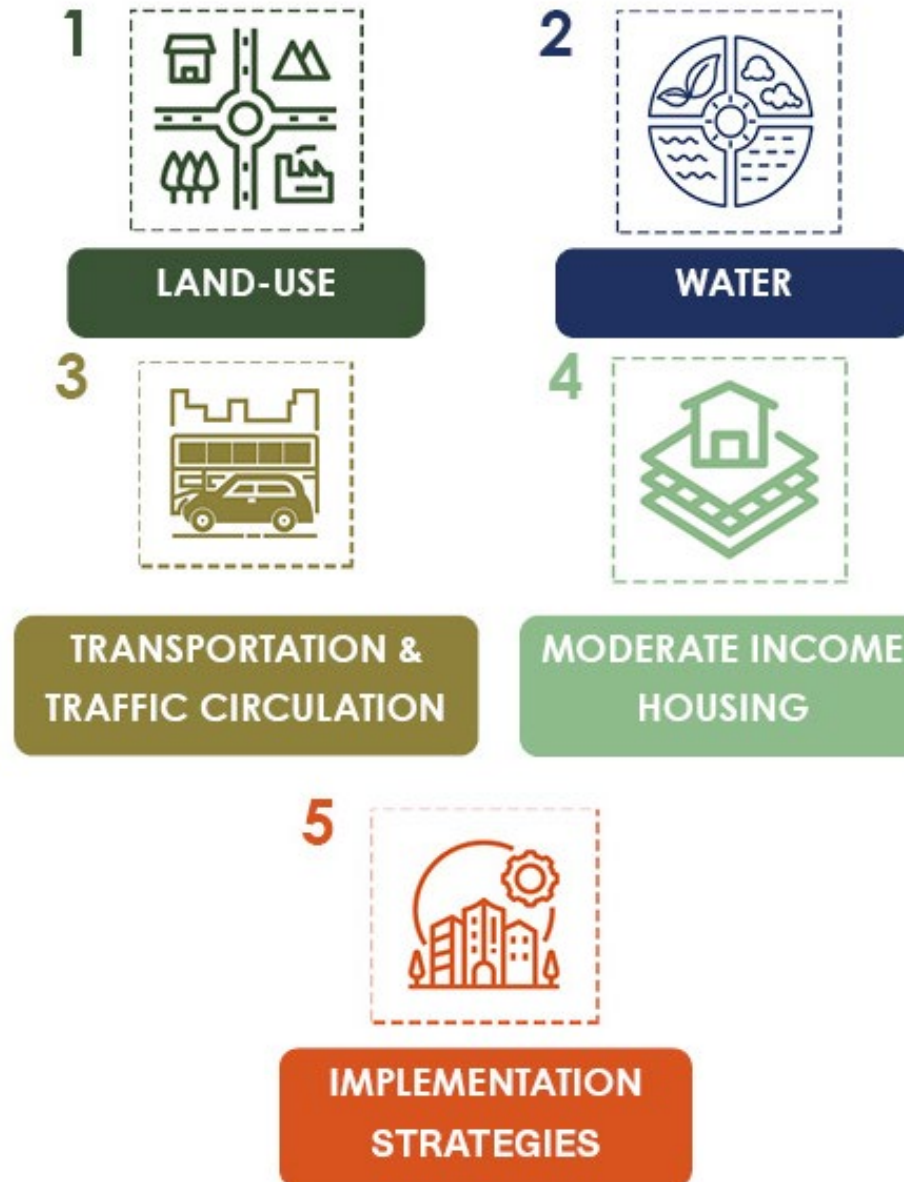 1
LAND-USE
2
WATER
3
TRANSPORTATION &
TRAFFIC CIRCULATION
4
MODERATE INCOME
HOUSING
5
IMPLEMENTATION
STRATEGIES